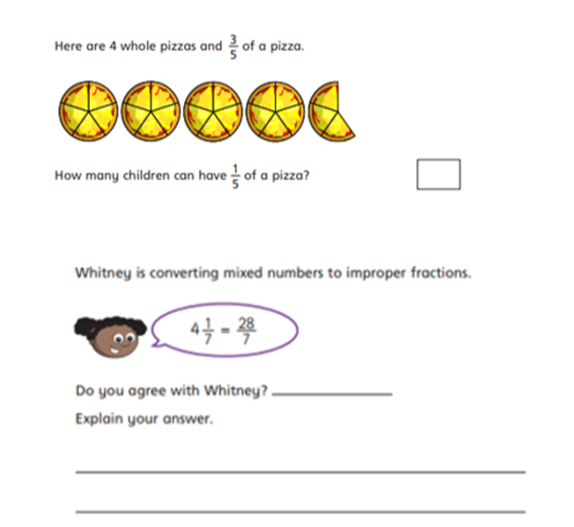 Here are 4 whole pizzas and 3/5 of a pizza.
How many children can have 1/5 of a pizza?
Whitney is converting mixed numbers to improper fractions.
4 1/7 = 28/7
Do you agree with Whitney?
Explain your answer.